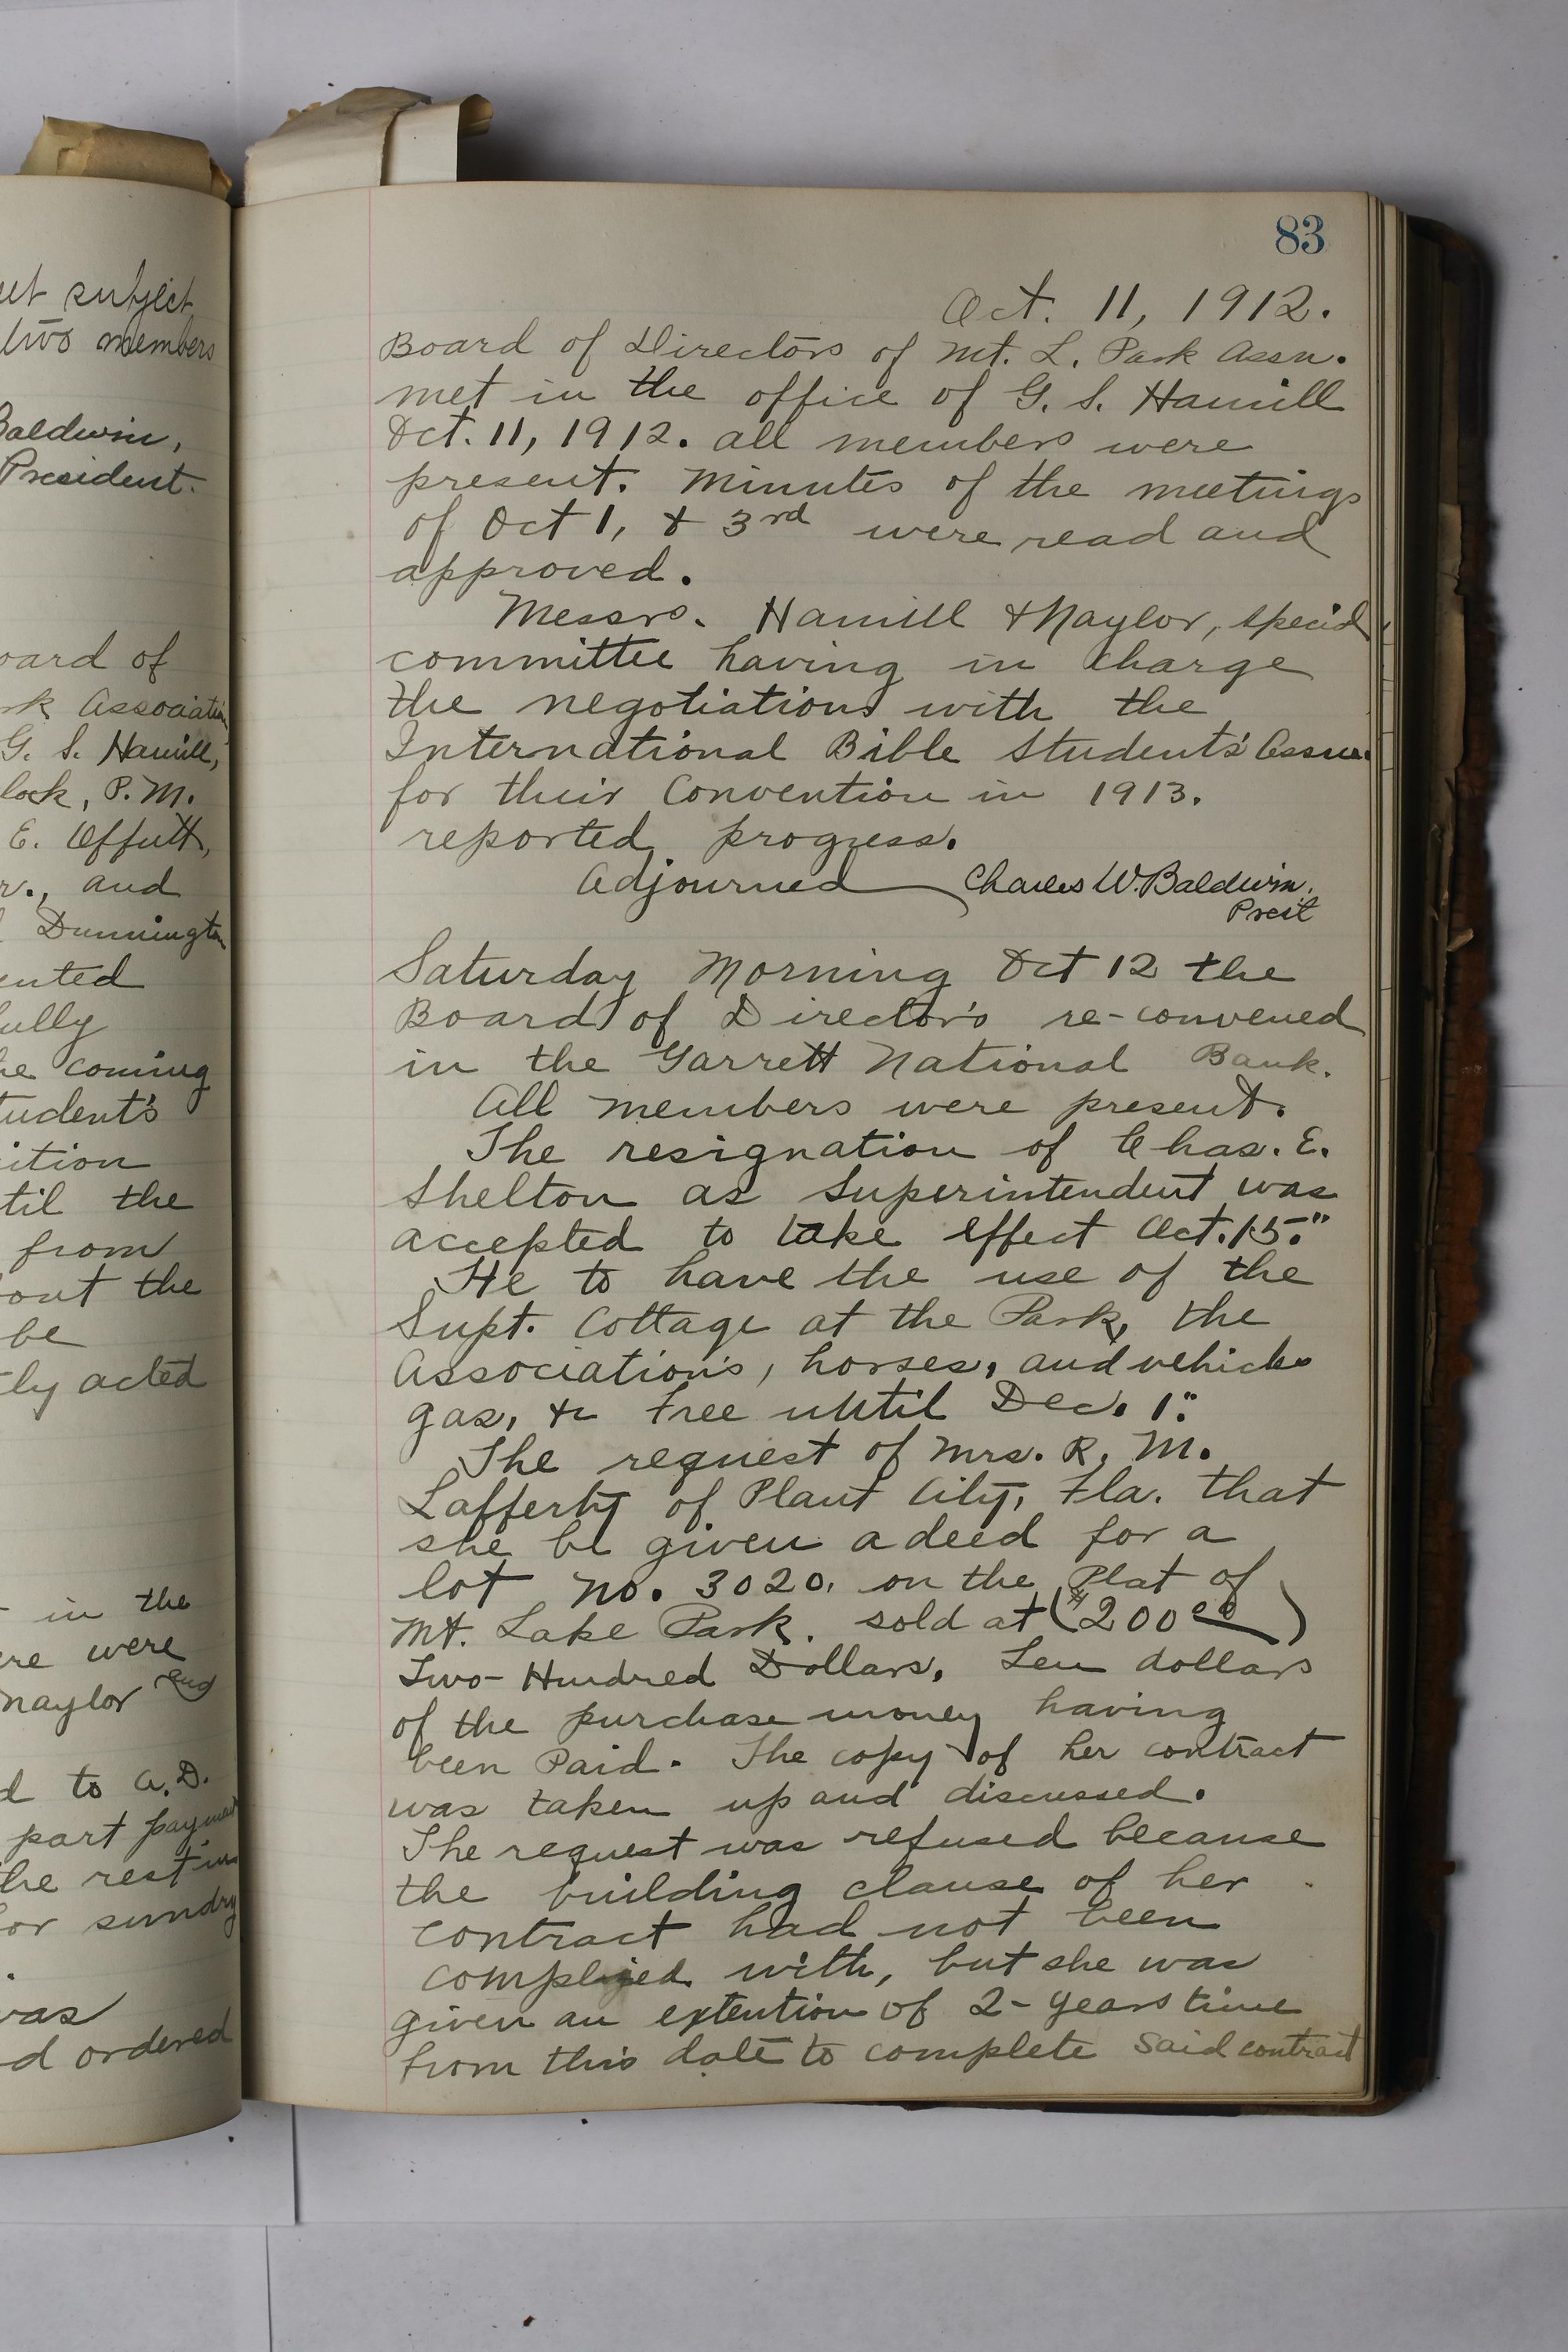 ut subject
two members
Baldwin,
President.
oard of
rk Association
G. S. Hamill,
lock, P. M.
E. Offutt,
r., and
Dunnington
ented
fully
he coming
tudent's
ition
til the
from
out the
be
tly acted
in the
ere were
Naylor and
d to A. D.
part payment
the rest in
for sundry
was
d ordered
83
Oct. 11, 1912.
Board of Directors of Mt. L. Park Assn.
met in the office of G. S. Hamill
Oct. 11, 1912. All members were
present. Minutes of the meetings
of Oct 1, & 3rd were read and
approved.
Messrs. Hamill & Naylor, special
committee having in charge
the negotiations with the
International Bible Students' Assn.
for their Convention in 1913.
reported progress.
Adjourned Charles W. Baldwin.
Prest
Saturday Morning Oct 12 the
Board of Director's re-convened
in the Garrett National Bank.
All members were present.
The resignation of Chas. E.
Shelton as Superintendent was
accepted to take effect Oct. 15."
He to have the use of the
Supt. Cottage at the Park, the
Association's, horses, and vehicles
gas, &c free until Dec. 1."
The request of Mrs. R. M.
Lafferty of Plant City, Fla. that
she be given a deed for a
lot No. 3020. on the Plat of
Mt. Lake Park. sold at ($200 00)
Two-Hundred Dollars, Ten dollars
of the purchase money having
been Paid. The copy of her contract
was taken up and discussed.
The request was refused because
the building clause of her
contract had not been
complied with, but she was
given an extention of 2-years time
from this date to complete said contract